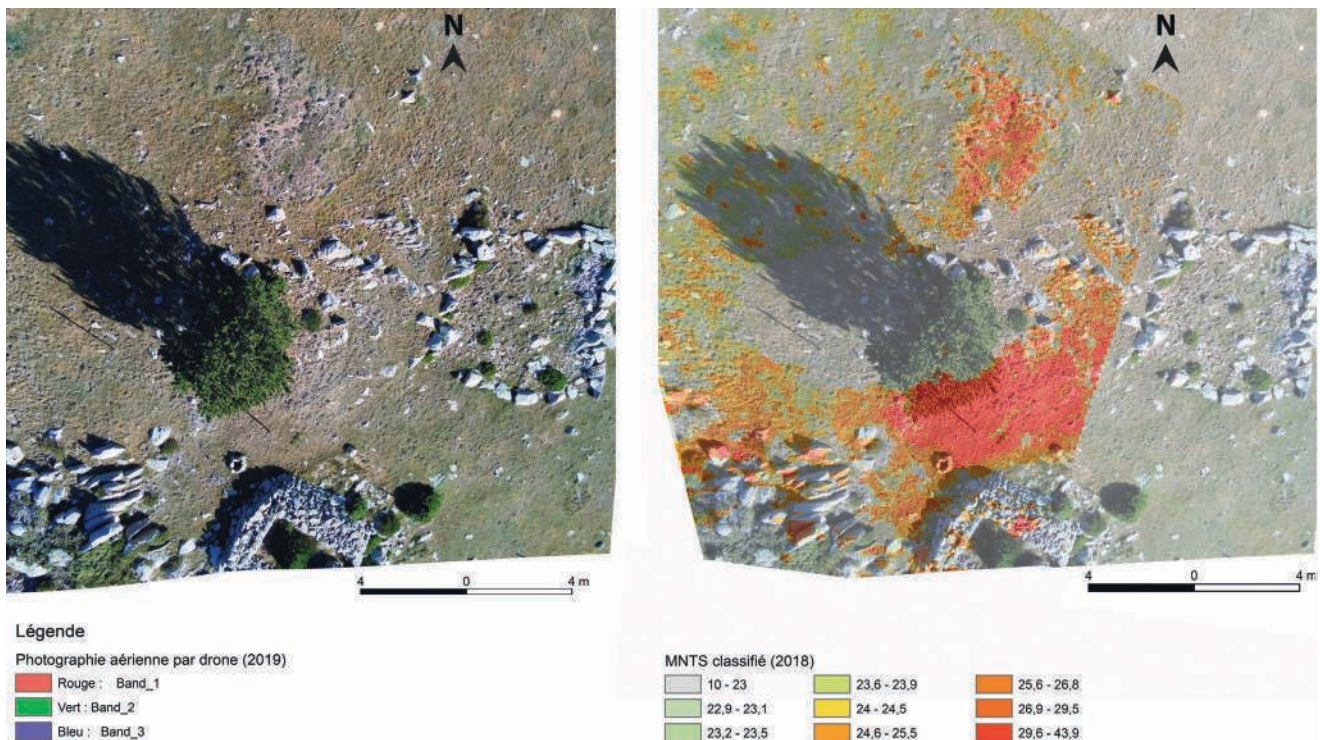 N
N
4 0 4 m
4 0 4 m
Légende
Photographie aérienne par drone (2019)
Rouge : Band_1
Vert : Band_2
Bleu : Band_3
MNTS classifié (2018)
10 - 23
22,9 - 23,1
23,2 - 23,5
23,6 - 23,9
24 - 24,5
24,6 - 25,5
25,6 - 26,8
26,9 - 29,5
29,6 - 43,9